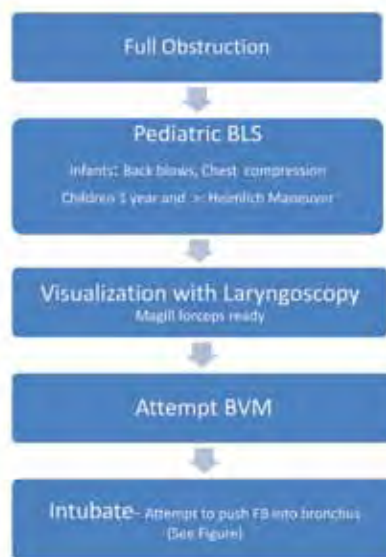 Full Obstruction
Pediatric BLS
Infants: Back blows, Chest compression
Children 1 year and >: Heimlich Maneuver
Visualization with Laryngoscopy
Magill forceps ready
Attempt BVM
Intubate- Attempt to push FB into bronchus
(See Figure)